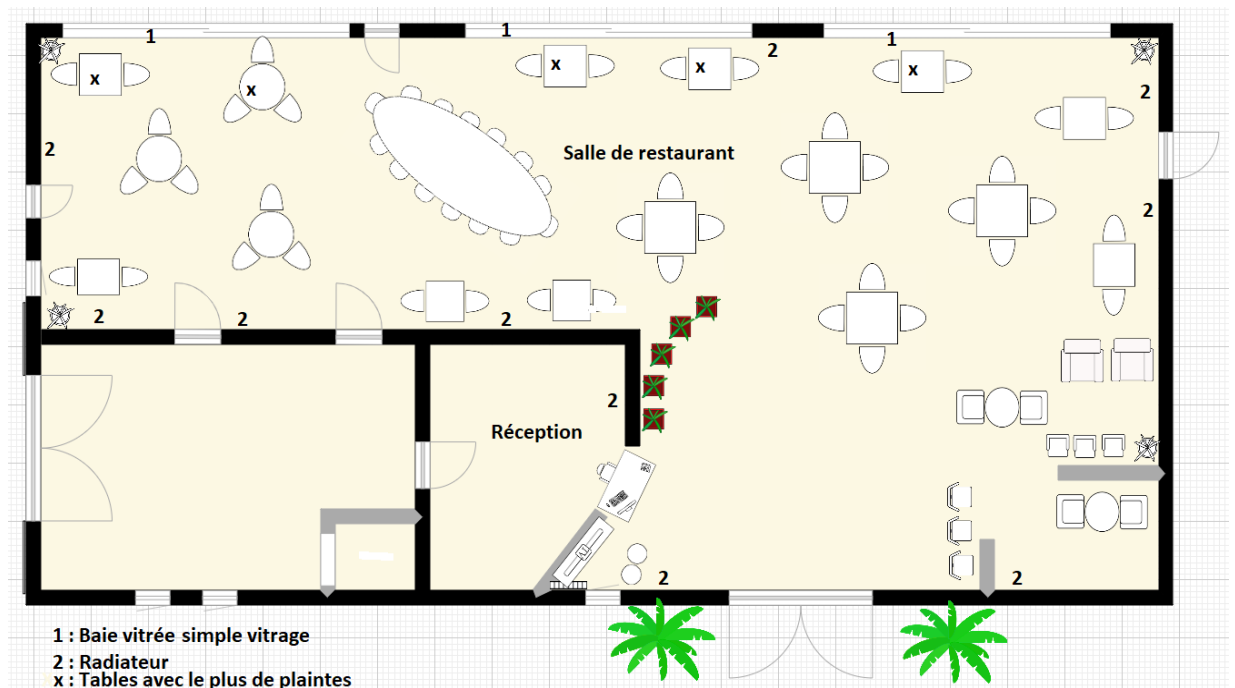 1
1
1
2
x
x
x
x
x
2
2
Salle de restaurant
2
2
2
2
2
Réception
2
2
1 : Baie vitrée simple vitrage
2 : Radiateur
x : Tables avec le plus de plaintes